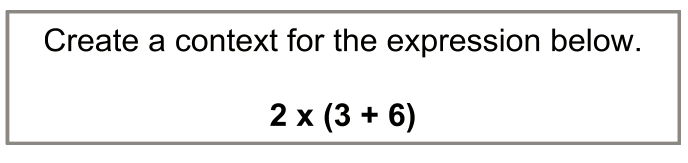 Create a context for the expression below.
2 x (3 + 6)